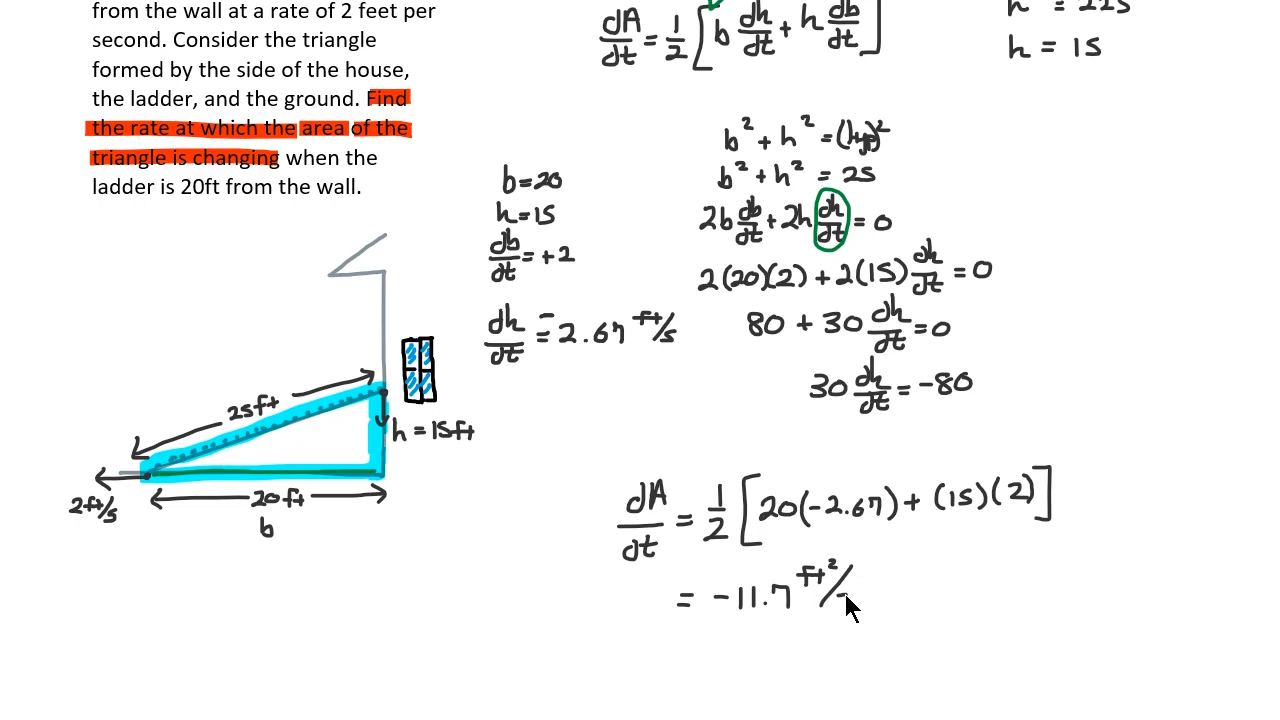 from the wall at a rate of 2 feet per
second. Consider the triangle
formed by the side of the house,
the ladder, and the ground. Find
the rate at which the area of the
triangle is changing when the
ladder is 20ft from the wall.
dA/dt = 1/2 [b dh/dt + h db/dt]
h = 15
b² + h² = (hyp)²
b² + h² = 25
2b db/dt + 2h dh/dt = 0
2(20)(2) + 2(15) dh/dt = 0
80 + 30 dh/dt = 0
30 dh/dt = -80
b = 20
h = 15
db/dt = +2
dh/dt = -2.67 ft/s
25ft
h = 15ft
2ft/s
20ft
b
dA/dt = 1/2 [20(-2.67) + (15)(2)]
= -11.7 ft²/